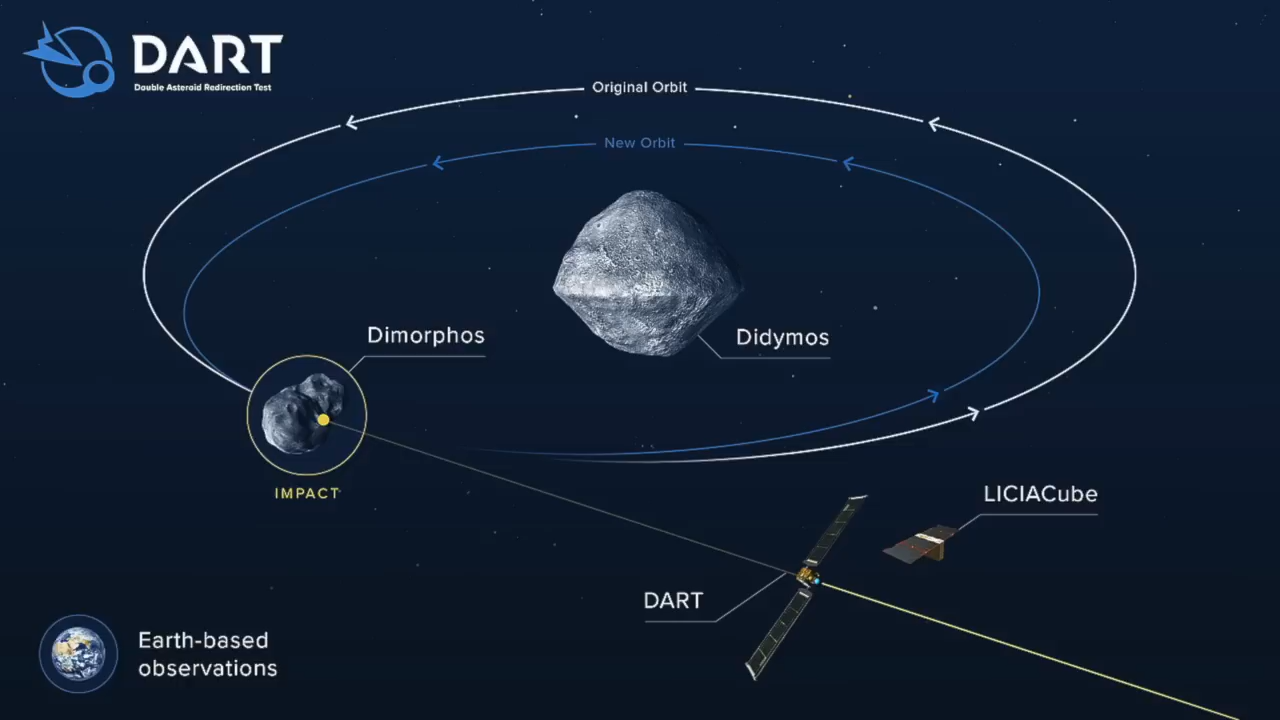 DART
Double Asteroid Redirection Test
Original Orbit
New Orbit
Dimorphos
Didymos
IMPACT
LICIACube
DART
Earth-based
observations